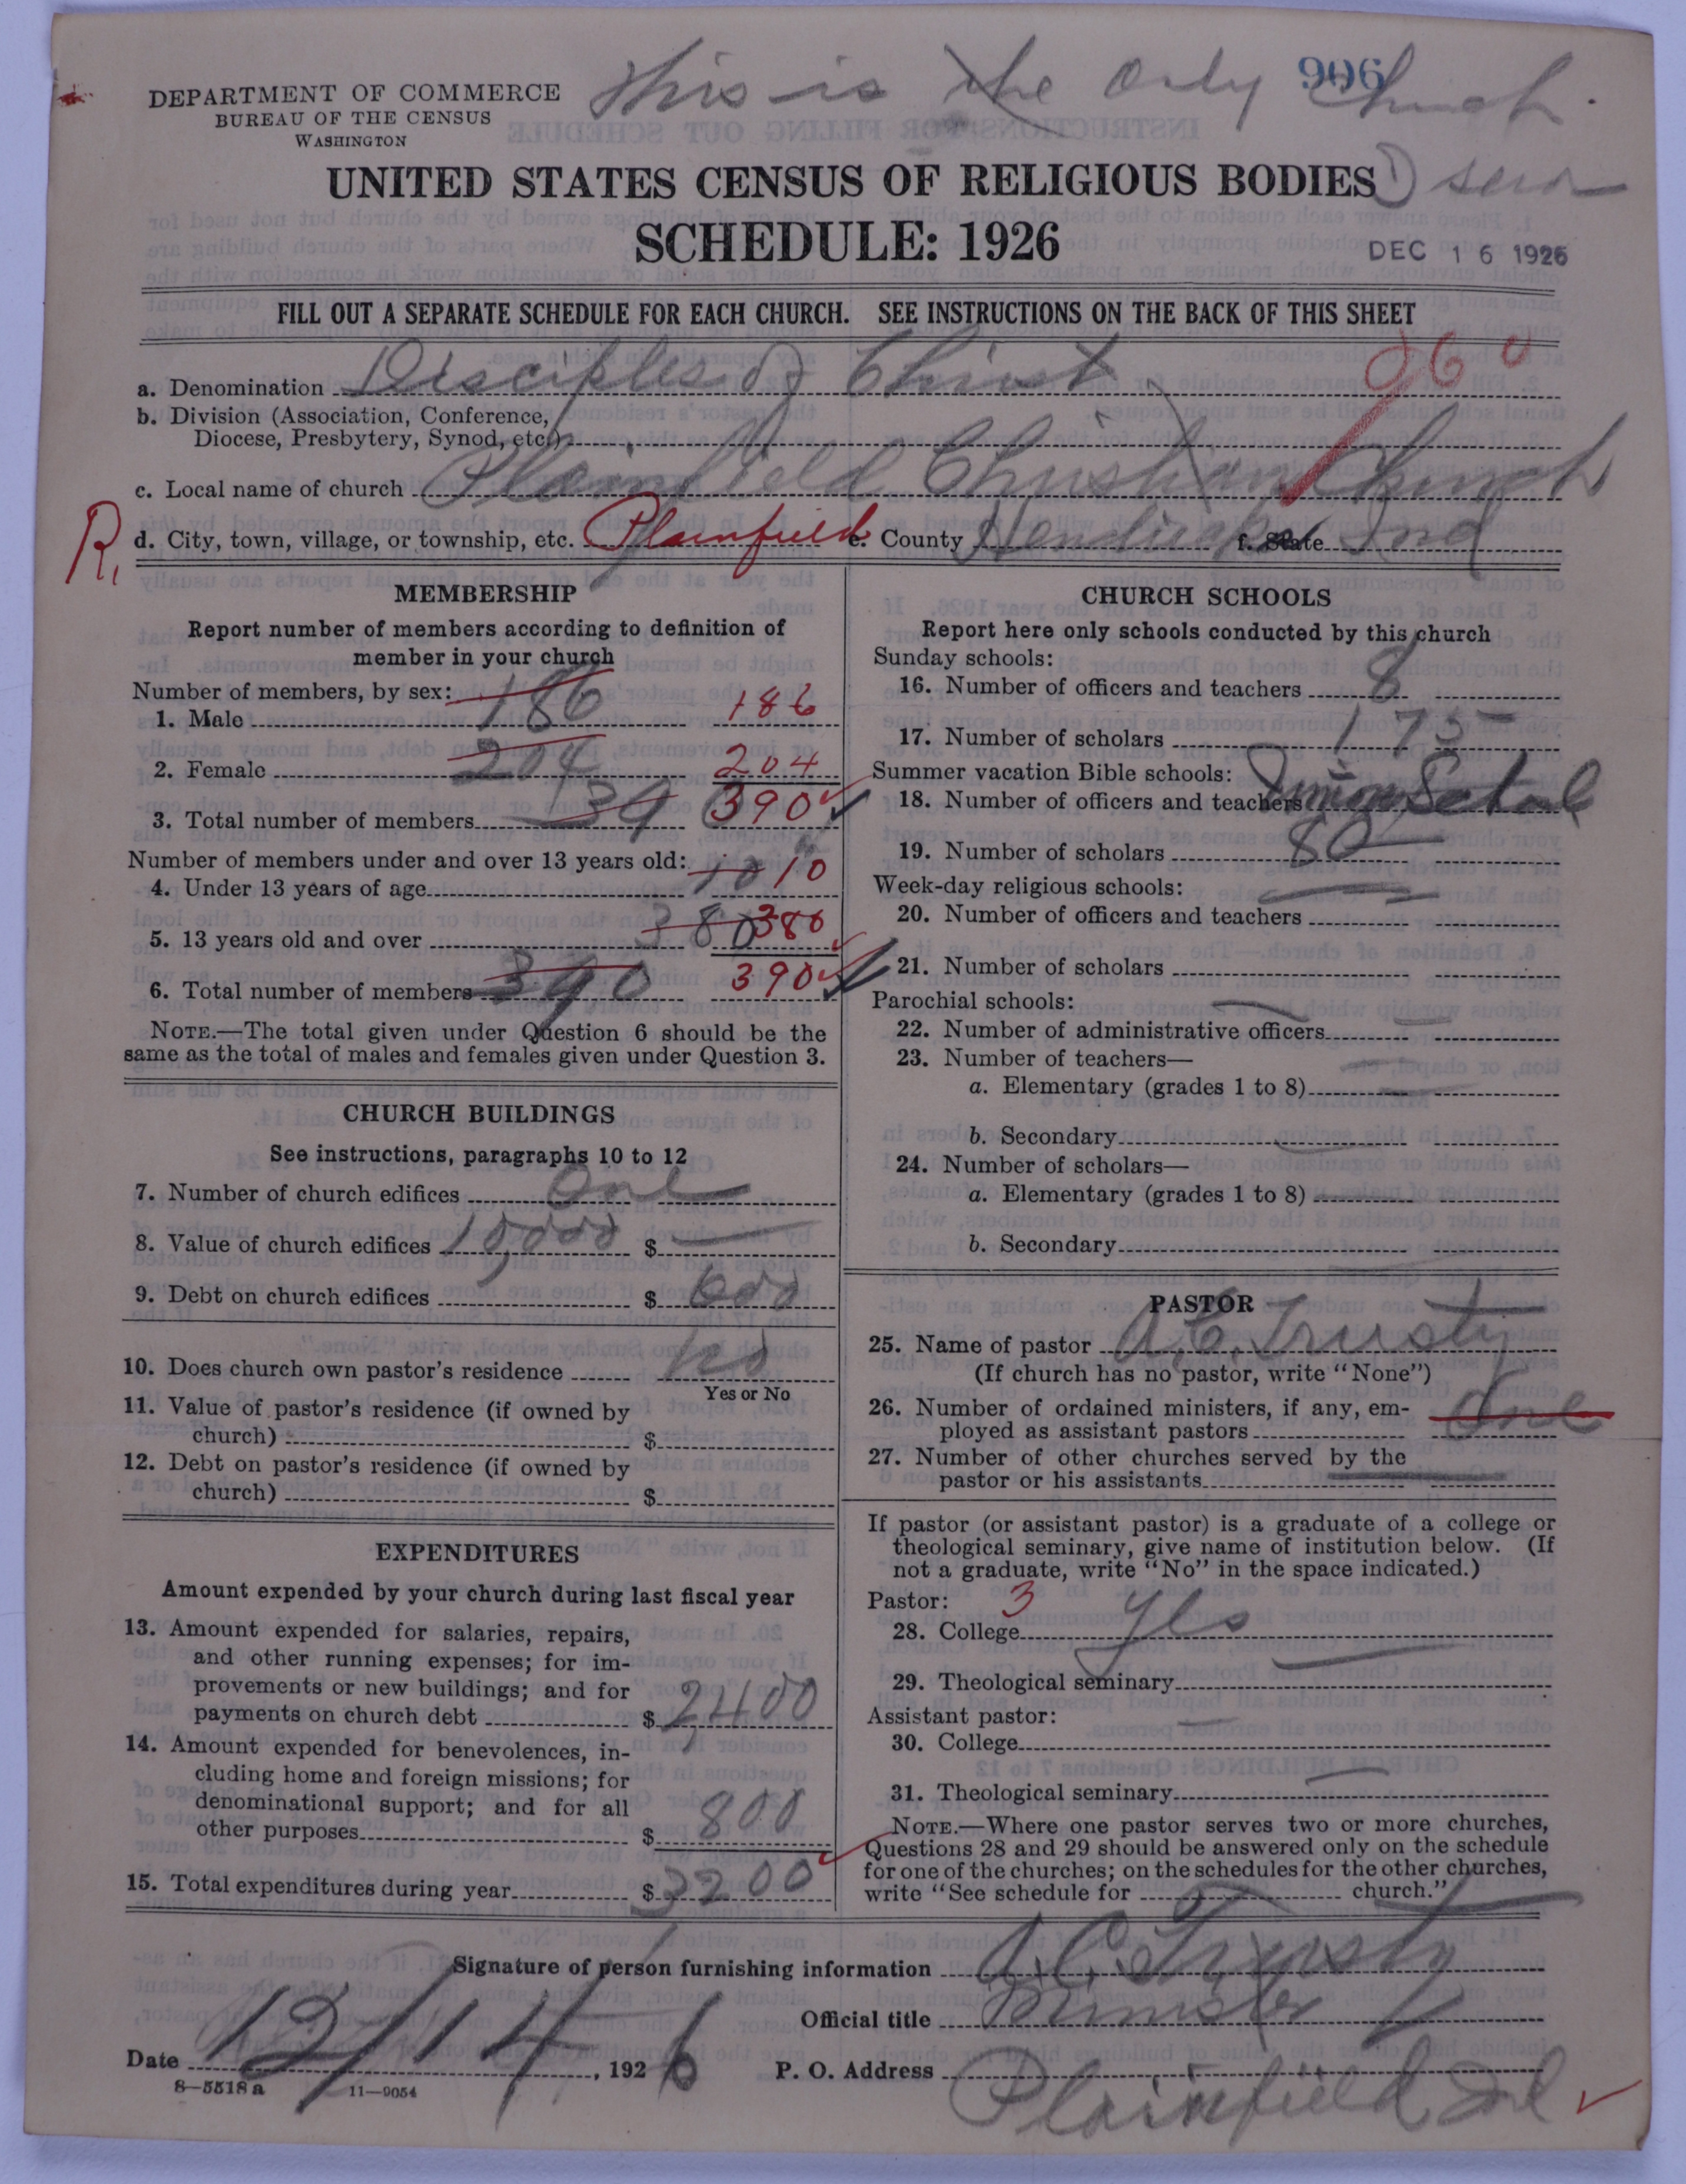 This is the only church
906
DEPARTMENT OF COMMERCE
BUREAU OF THE CENSUS
WASHINGTON
UNITED STATES CENSUS OF RELIGIOUS BODIES
SCHEDULE: 1926
DEC 16 1926
FILL OUT A SEPARATE SCHEDULE FOR EACH CHURCH. SEE INSTRUCTIONS ON THE BACK OF THIS SHEET
a. Denomination Disciples of Christ
b. Division (Association, Conference,
Diocese, Presbytery, Synod, etc.)
c. Local name of church Plainfield Christian Church
R. d. City, town, village, or township, etc. Plainfield e. County Hendricks f. State Ind
MEMBERSHIP
Report number of members according to definition of
member in your church
Number of members, by sex:
1. Male 186 186
2. Female 204 204
3. Total number of members 39 390
Number of members under and over 13 years old:
4. Under 13 years of age 10 10
5. 13 years old and over 380 380
6. Total number of members 390 390
NOTE.—The total given under Question 6 should be the
same as the total of males and females given under Question 3.
CHURCH BUILDINGS
See instructions, paragraphs 10 to 12
7. Number of church edifices One
8. Value of church edifices 10,000 $
9. Debt on church edifices $ 600
10. Does church own pastor's residence No
Yes or No
11. Value of pastor's residence (if owned by
church) $
12. Debt on pastor's residence (if owned by
church) $
EXPENDITURES
Amount expended by your church during last fiscal year
13. Amount expended for salaries, repairs,
and other running expenses; for im-
provements or new buildings; and for
payments on church debt $ 2,400
14. Amount expended for benevolences, in-
cluding home and foreign missions; for
denominational support; and for all
other purposes $ 800
15. Total expenditures during year $ 3200
CHURCH SCHOOLS
Report here only schools conducted by this church
Sunday schools:
16. Number of officers and teachers 8
17. Number of scholars 175
Summer vacation Bible schools:
18. Number of officers and teachers Union School
19. Number of scholars 80
Week-day religious schools:
20. Number of officers and teachers
21. Number of scholars
Parochial schools:
22. Number of administrative officers
23. Number of teachers—
a. Elementary (grades 1 to 8)
b. Secondary
24. Number of scholars—
a. Elementary (grades 1 to 8)
b. Secondary
PASTOR
25. Name of pastor A. C. Trusty
(If church has no pastor, write "None")
26. Number of ordained ministers, if any, em-
ployed as assistant pastors One
27. Number of other churches served by the
pastor or his assistants
If pastor (or assistant pastor) is a graduate of a college or
theological seminary, give name of institution below. (If
not a graduate, write "No" in the space indicated.)
Pastor: 3
28. College Yes
29. Theological seminary
Assistant pastor:
30. College
31. Theological seminary
NOTE.—Where one pastor serves two or more churches,
Questions 28 and 29 should be answered only on the schedule
for one of the churches; on the schedules for the other churches,
write "See schedule for church."
Signature of person furnishing information A. C. Trusty
Official title Minister
Date 12/14, 1926 P. O. Address Plainfield Ind
8—5518 a 11—9054